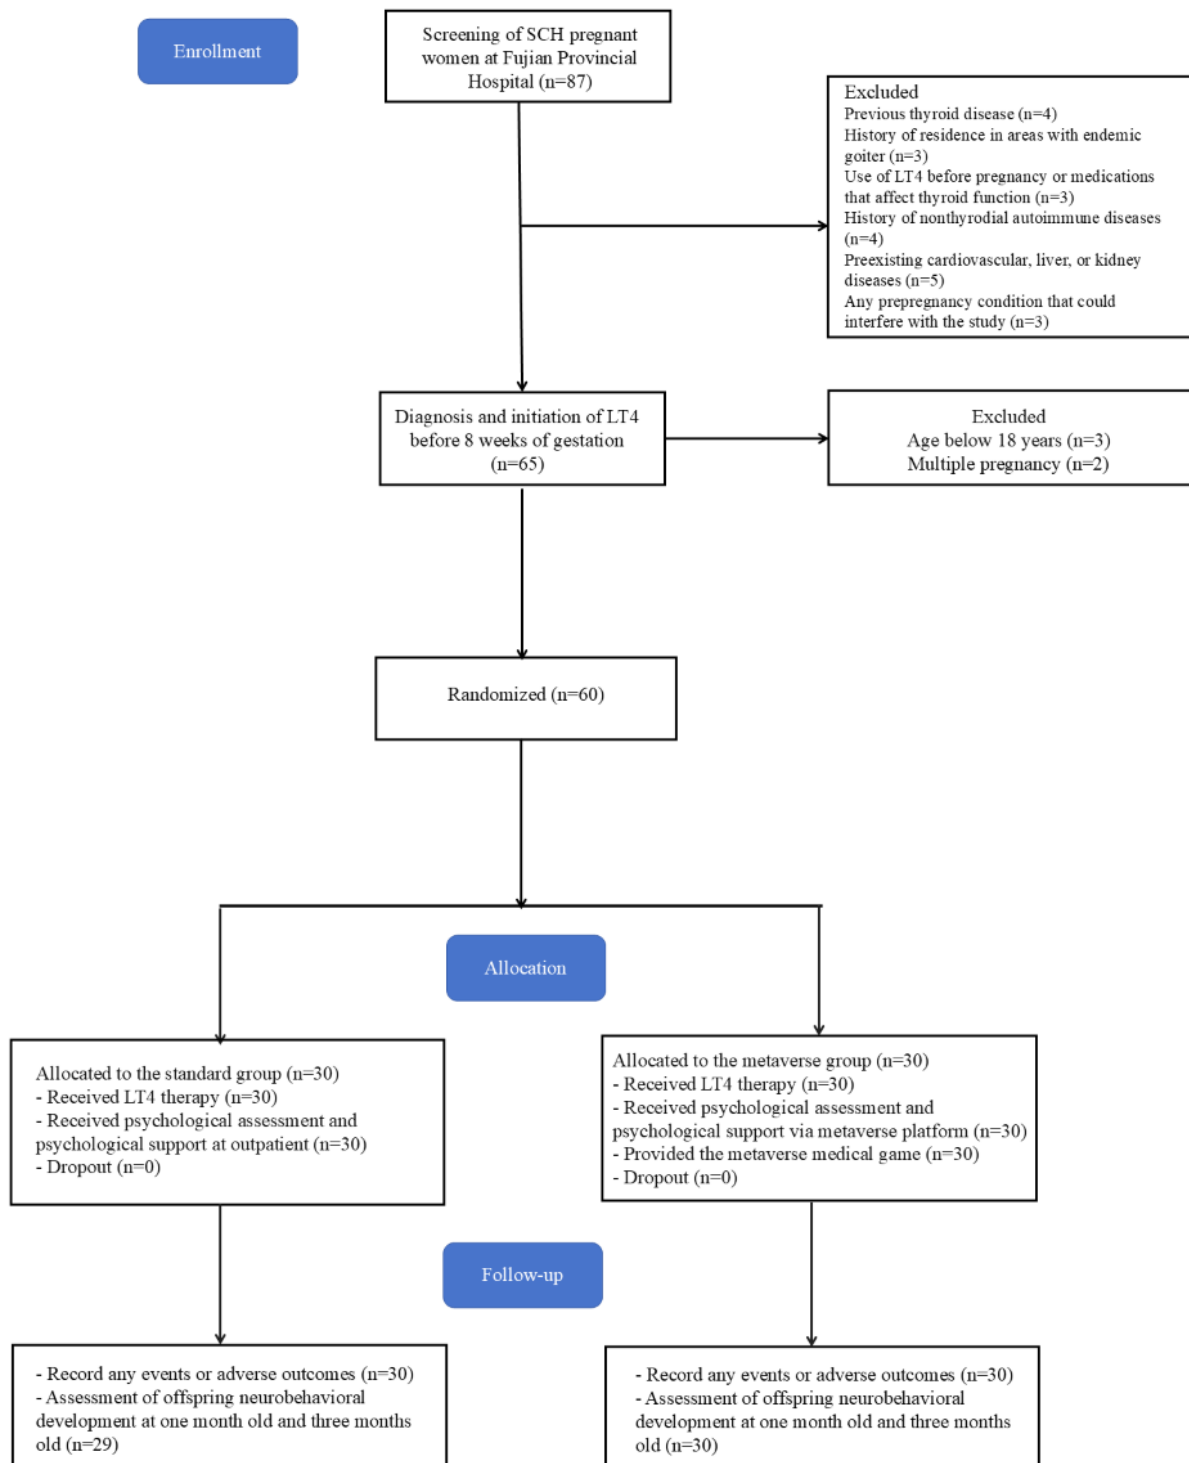 Enrollment
Screening of SCH pregnant
women at Fujian Provincial
Hospital (n=87)
Excluded
Previous thyroid disease (n=4)
History of residence in areas with endemic
goiter (n=3)
Use of LT4 before pregnancy or medications
that affect thyroid function (n=3)
History of nonthyrodial autoimmune diseases
(n=4)
Preexisting cardiovascular, liver, or kidney
diseases (n=5)
Any prepregnancy condition that could
interfere with the study (n=3)
Diagnosis and initiation of LT4
before 8 weeks of gestation
(n=65)
Excluded
Age below 18 years (n=3)
Multiple pregnancy (n=2)
Randomized (n=60)
Allocation
Allocated to the standard group (n=30)
- Received LT4 therapy (n=30)
- Received psychological assessment and
psychological support at outpatient (n=30)
- Dropout (n=0)
Allocated to the metaverse group (n=30)
- Received LT4 therapy (n=30)
- Received psychological assessment and
psychological support via metaverse platform (n=30)
- Provided the metaverse medical game (n=30)
- Dropout (n=0)
Follow-up
- Record any events or adverse outcomes (n=30)
- Assessment of offspring neurobehavioral
development at one month old and three months
old (n=29)
- Record any events or adverse outcomes (n=30)
- Assessment of offspring neurobehavioral
development at one month old and three months
old (n=30)